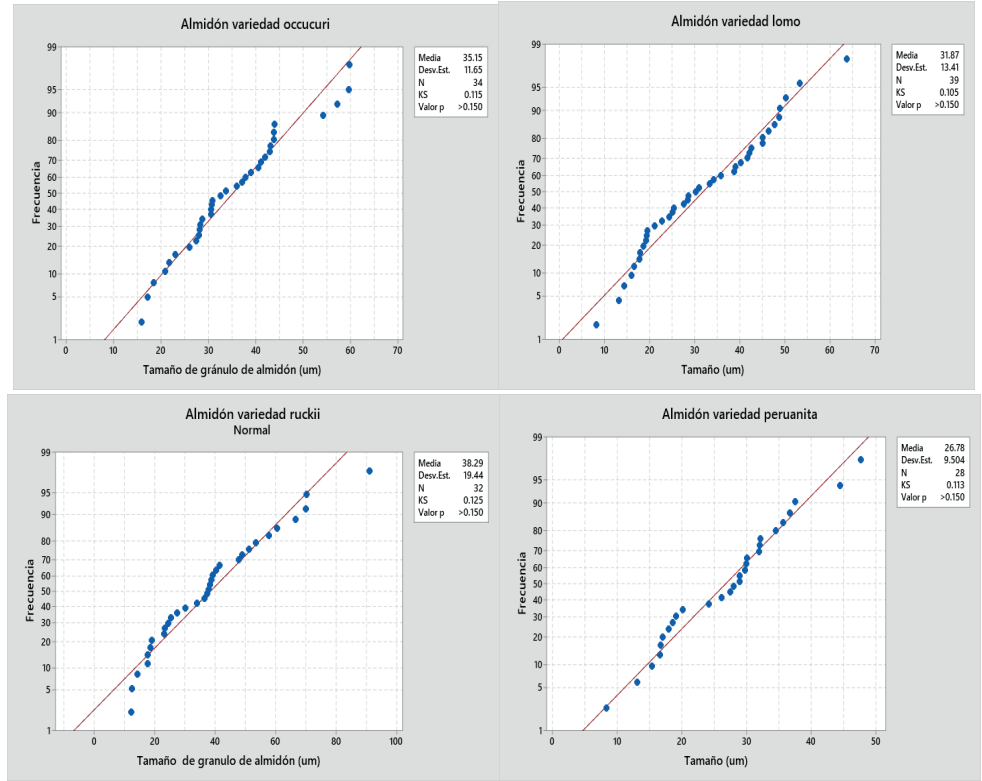 Almidón variedad occucuri
Media 35.15
Desv.Est. 11.65
N 34
KS 0.115
Valor p >0.150
99
95
90
80
70
60
50
40
30
20
10
5
1
Frecuencia
0 10 20 30 40 50 60 70
Tamaño de gránulo de almidón (um)
Almidón variedad lomo
Media 31.87
Desv.Est. 13.41
N 39
KS 0.105
Valor p >0.150
99
95
90
80
70
60
50
40
30
20
10
5
1
Frecuencia
0 10 20 30 40 50 60 70
Tamaño (um)
Almidón variedad ruckii
Normal
Media 38.29
Desv.Est. 19.44
N 32
KS 0.125
Valor p >0.150
99
95
90
80
70
60
50
40
30
20
10
5
1
Frecuencia
0 20 40 60 80 100
Tamaño de granulo de almidón (um)
Almidón variedad peruanita
Media 26.78
Desv.Est. 9.504
N 28
KS 0.113
Valor p >0.150
99
95
90
80
70
60
50
40
30
20
10
5
1
Frecuencia
0 10 20 30 40 50
Tamaño (um)